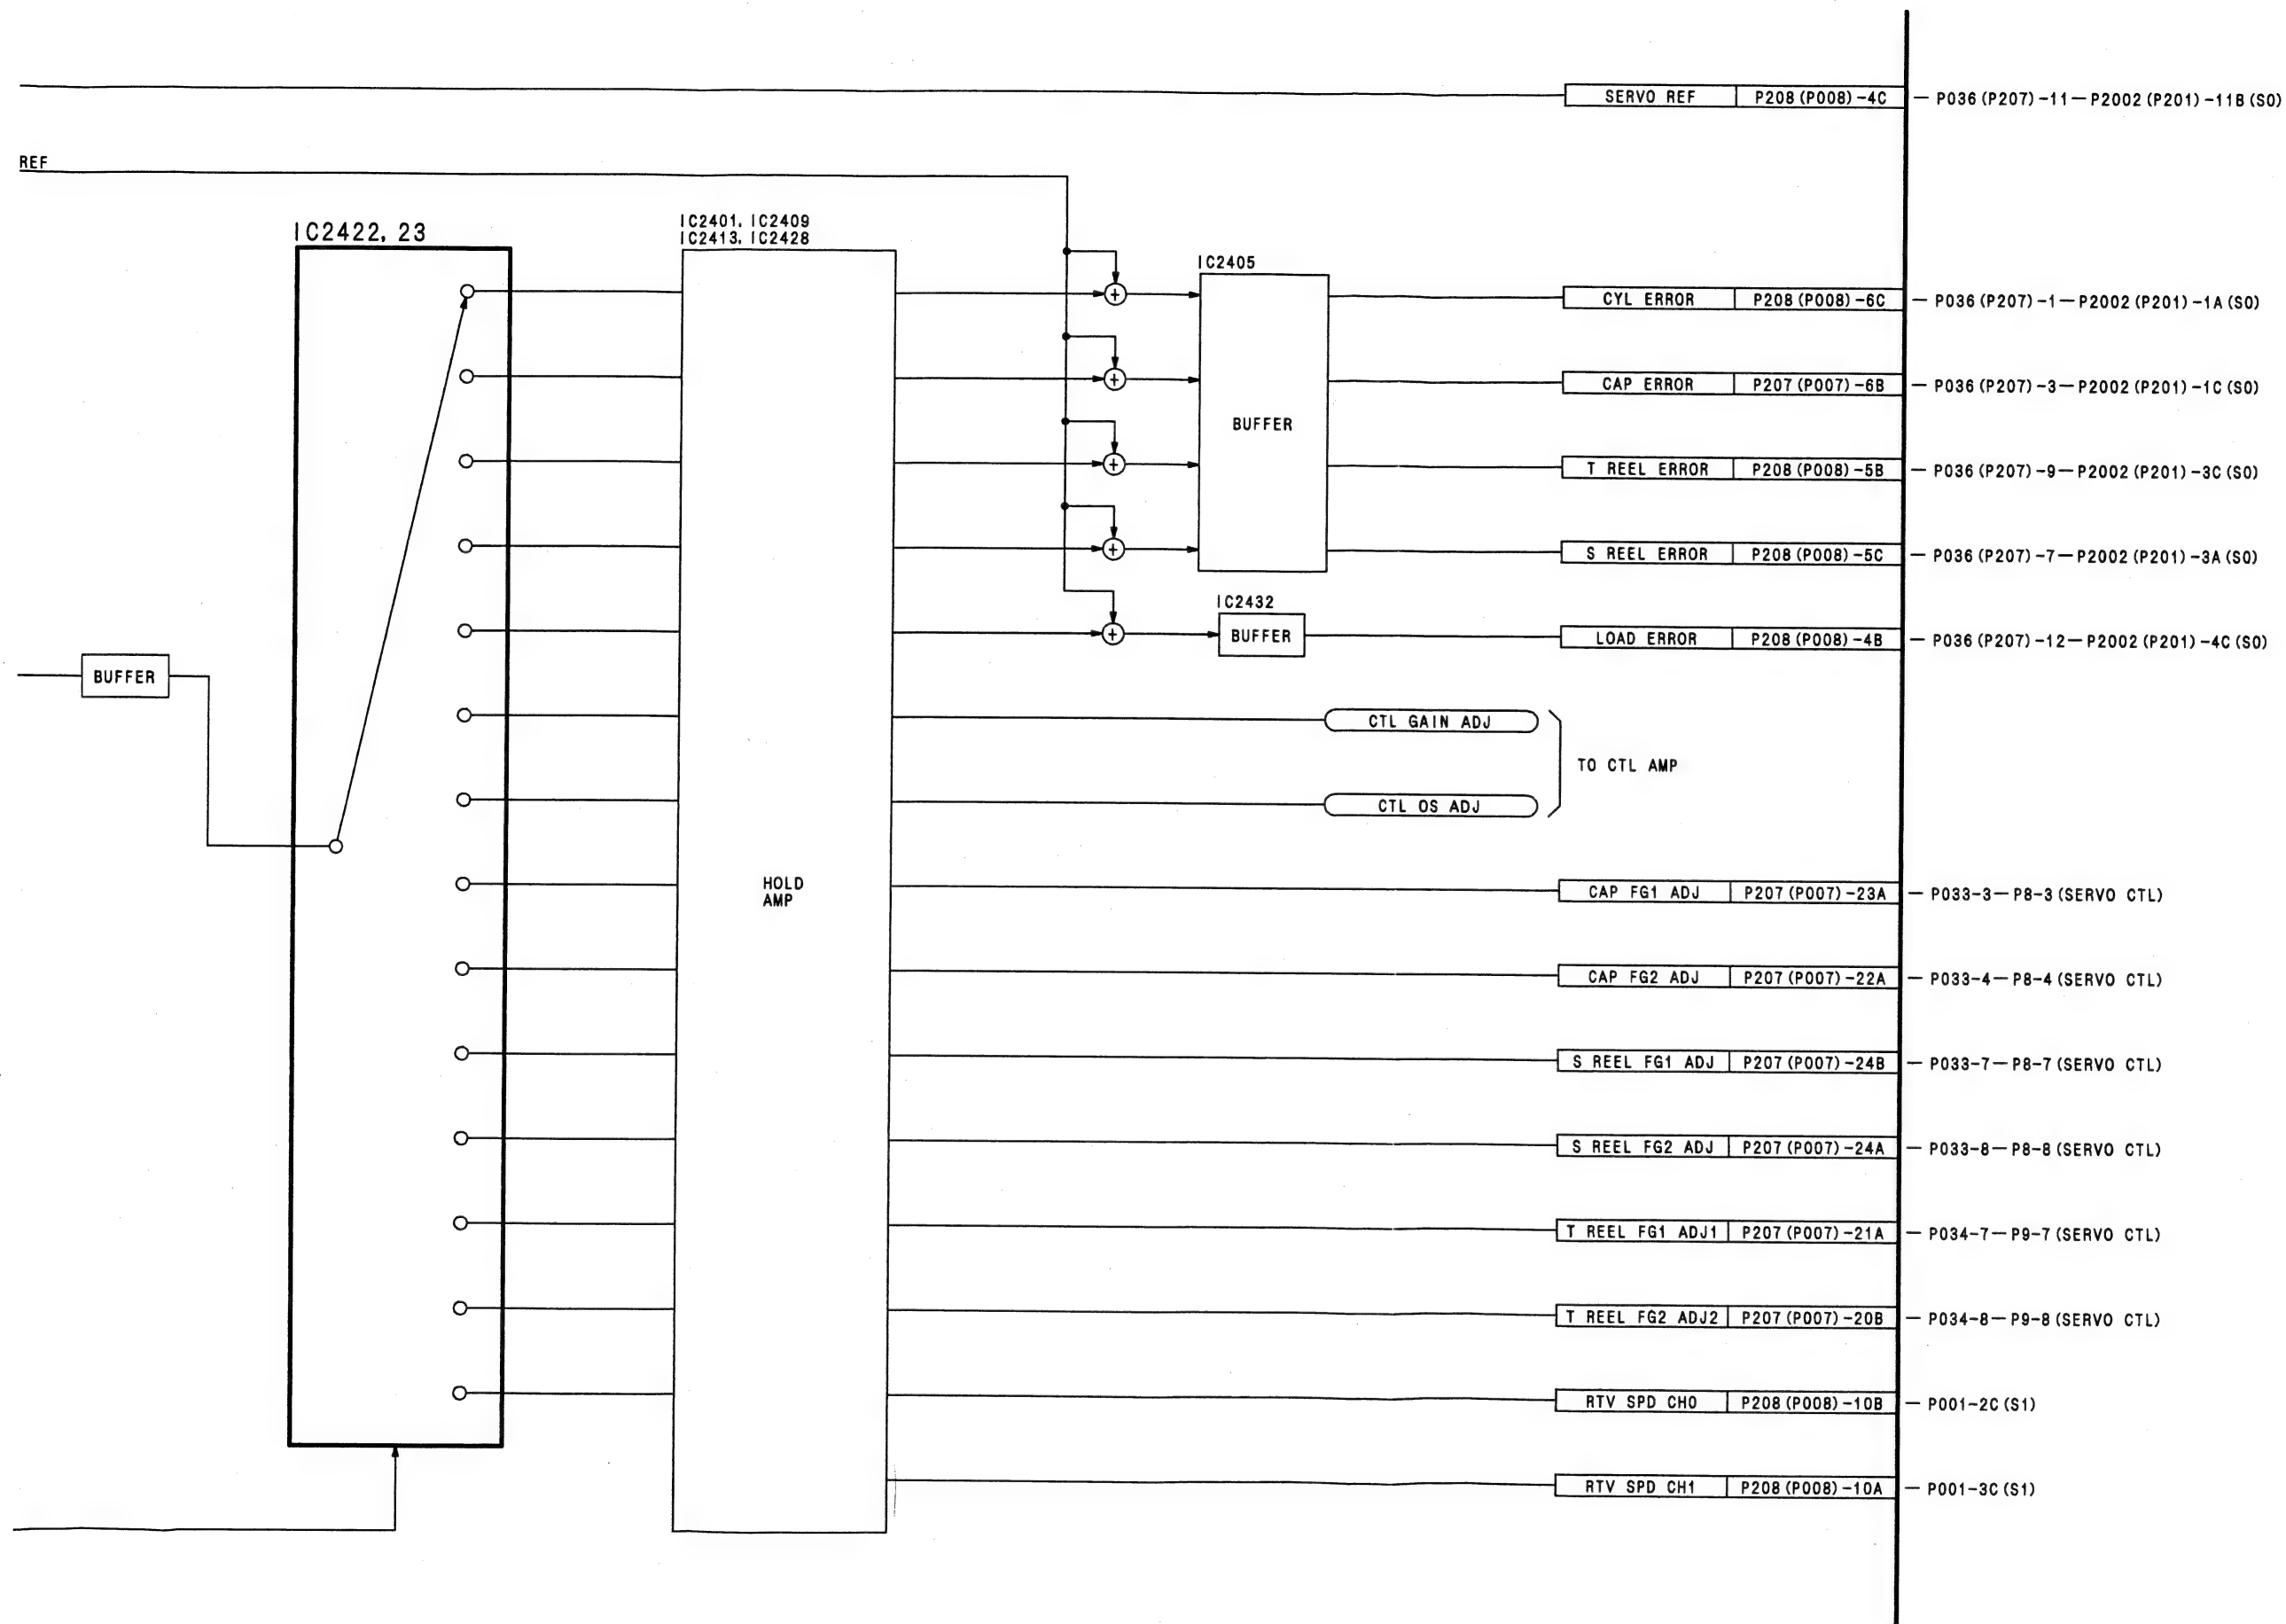 SERVO REF P208(P008)-4C — P036(P207)-11—P2002(P201)-11B(S0)
REF
IC2422, 23
IC2401, IC2409
IC2413, IC2428
IC2405
CYL ERROR P208(P008)-6C — P036(P207)-1—P2002(P201)-1A(S0)
CAP ERROR P207(P007)-6B — P036(P207)-3—P2002(P201)-1C(S0)
BUFFER
T REEL ERROR P208(P008)-5B — P036(P207)-9—P2002(P201)-3C(S0)
S REEL ERROR P208(P008)-5C — P036(P207)-7—P2002(P201)-3A(S0)
IC2432
BUFFER
LOAD ERROR P208(P008)-4B — P036(P207)-12—P2002(P201)-4C(S0)
BUFFER
CTL GAIN ADJ
TO CTL AMP
CTL OS ADJ
HOLD
AMP
CAP FG1 ADJ P207(P007)-23A — P033-3—P8-3(SERVO CTL)
CAP FG2 ADJ P207(P007)-22A — P033-4—P8-4(SERVO CTL)
S REEL FG1 ADJ P207(P007)-24B — P033-7—P8-7(SERVO CTL)
S REEL FG2 ADJ P207(P007)-24A — P033-8—P8-8(SERVO CTL)
T REEL FG1 ADJ1 P207(P007)-21A — P034-7—P9-7(SERVO CTL)
T REEL FG2 ADJ2 P207(P007)-20B — P034-8—P9-8(SERVO CTL)
RTV SPD CH0 P208(P008)-10B — P001-2C(S1)
RTV SPD CH1 P208(P008)-10A — P001-3C(S1)